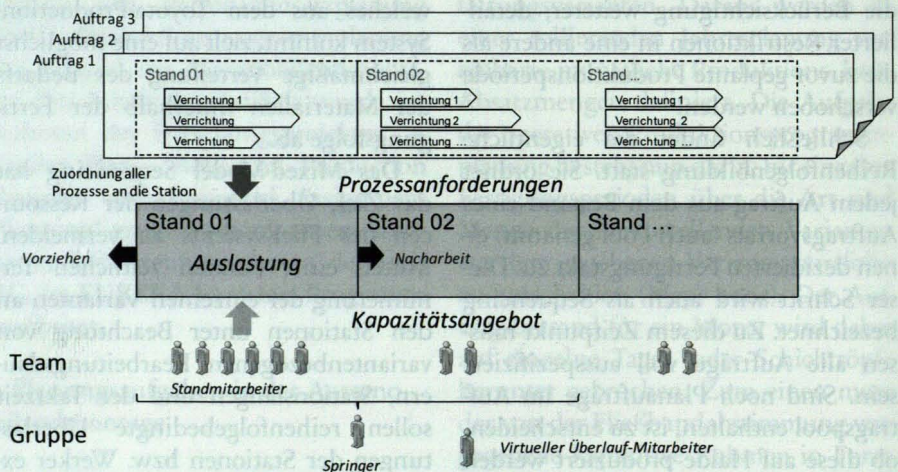 Auftrag 3
Auftrag 2
Auftrag 1
Stand 01
Stand 02
Stand...
Verrichtung 1
Verrichtung 1
Verrichtung 1
Verrichtung 1
Verrichtung 2
Verrichtung 2
Verrichtung
Verrichtung ...
Verrichtung ...
Zuordnung aller
Prozesse an die Station
Prozessanforderungen
Stand 01
Stand 02
Stand ...
Vorziehen
Auslastung
Nacharbeit
Kapazitätsangebot
Team
Standmitarbeiter
Gruppe
Springer
Virtueller Überlauf-Mitarbeiter